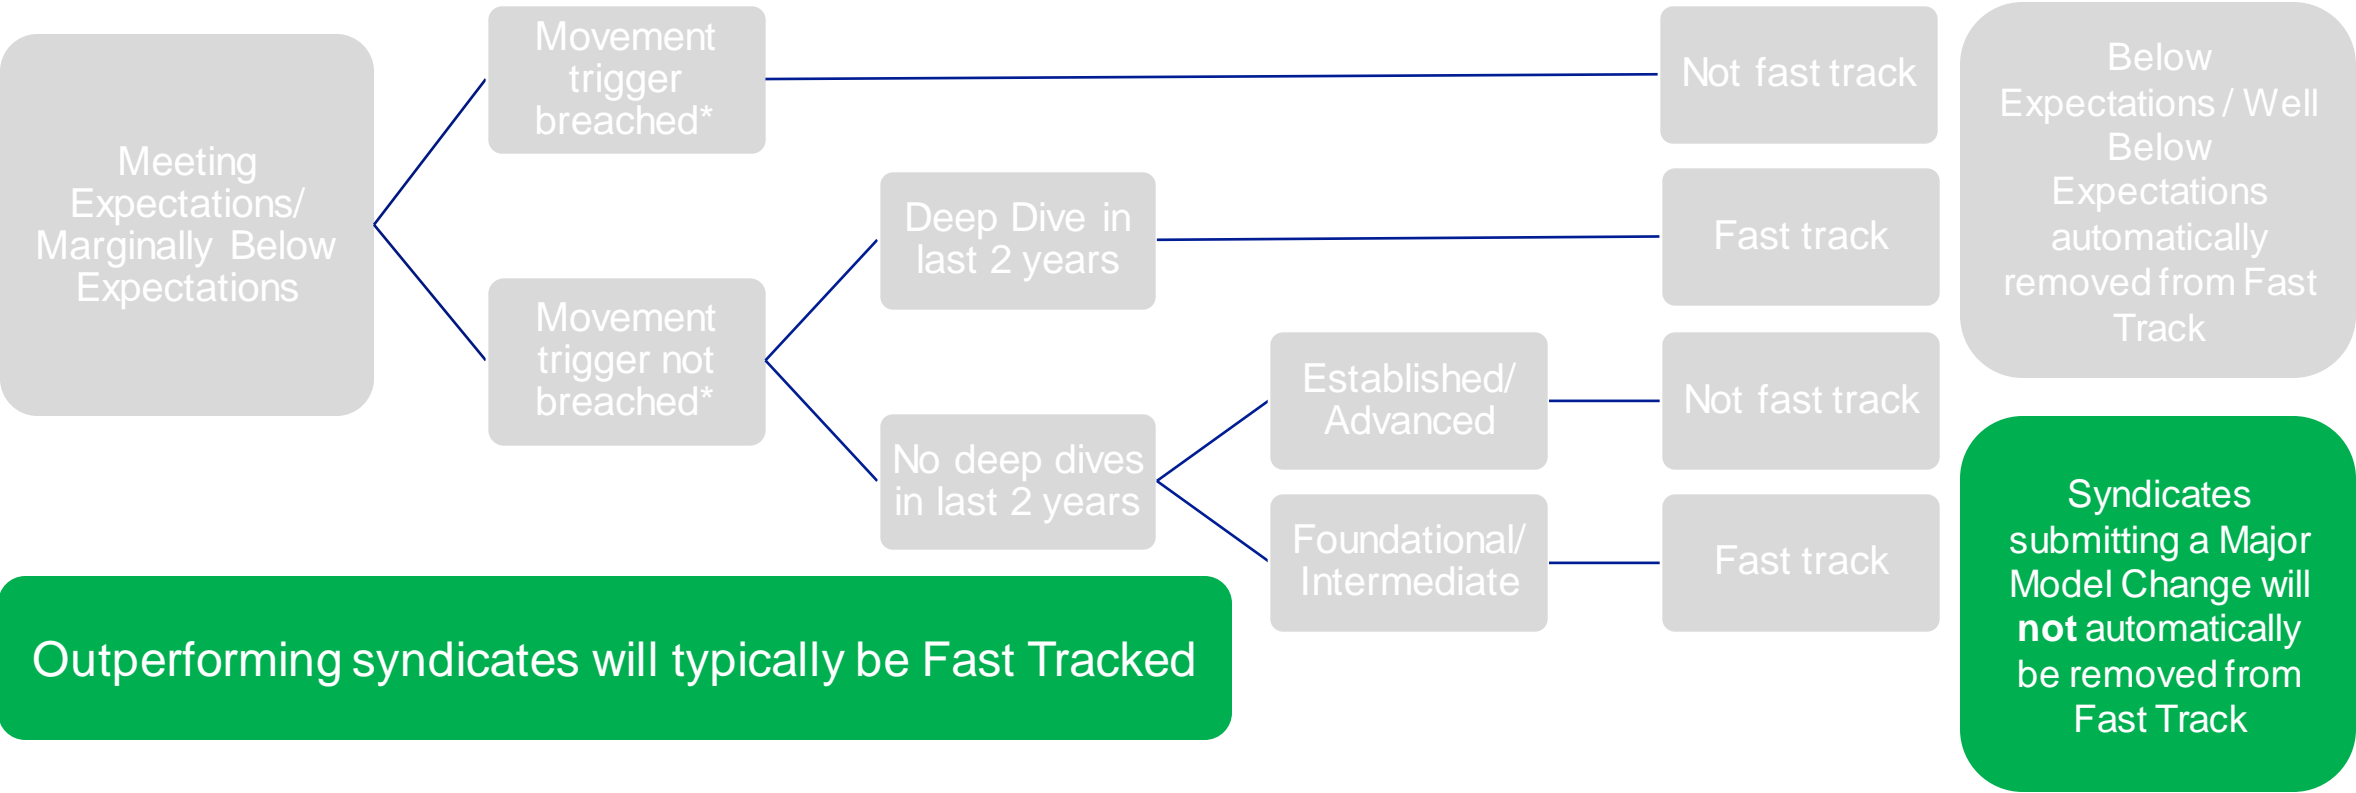 Meeting
Expectations/
Marginally Below
Expectations
Movement
trigger
breached*
Not fast track
Movement
trigger not
breached*
Deep Dive in
last 2 years
Fast track
No deep dives
in last 2 years
Established/
Advanced
Not fast track
Foundational/
Intermediate
Fast track
Below
Expectations / Well
Below
Expectations
automatically
removed from Fast
Track
Outperforming syndicates will typically be Fast Tracked
Syndicates
submitting a Major
Model Change will
not automatically
be removed from
Fast Track